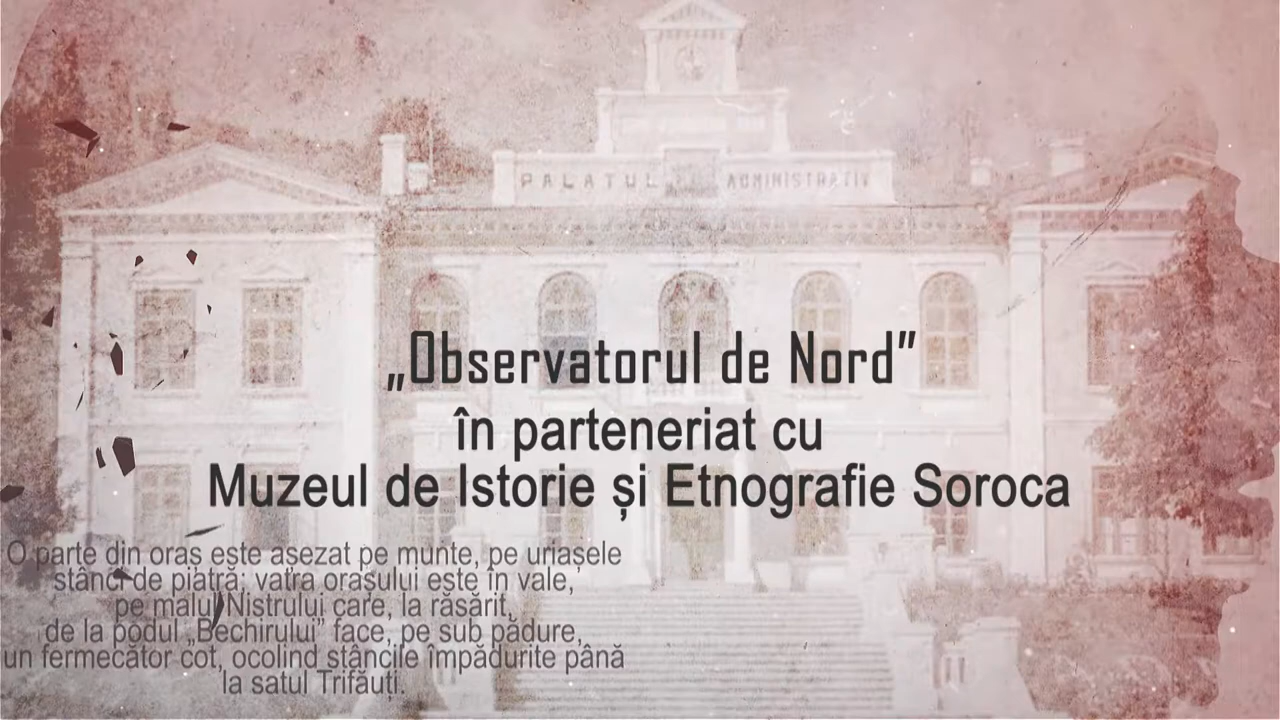 PALATUL ADMINISTRATIV
„Observatorul de Nord”
în parteneriat cu
Muzeul de Istorie și Etnografie Soroca
O parte din oraș este așezat pe munte, pe uriașele
stânci de piatră; vatra orașului este în vale,
pe malul Nistrului care, la răsărit,
de la podul „Bechirului” face, pe sub pădure,
un fermecător cot, ocolind stâncile împădurite până
la satul Trifăuți.